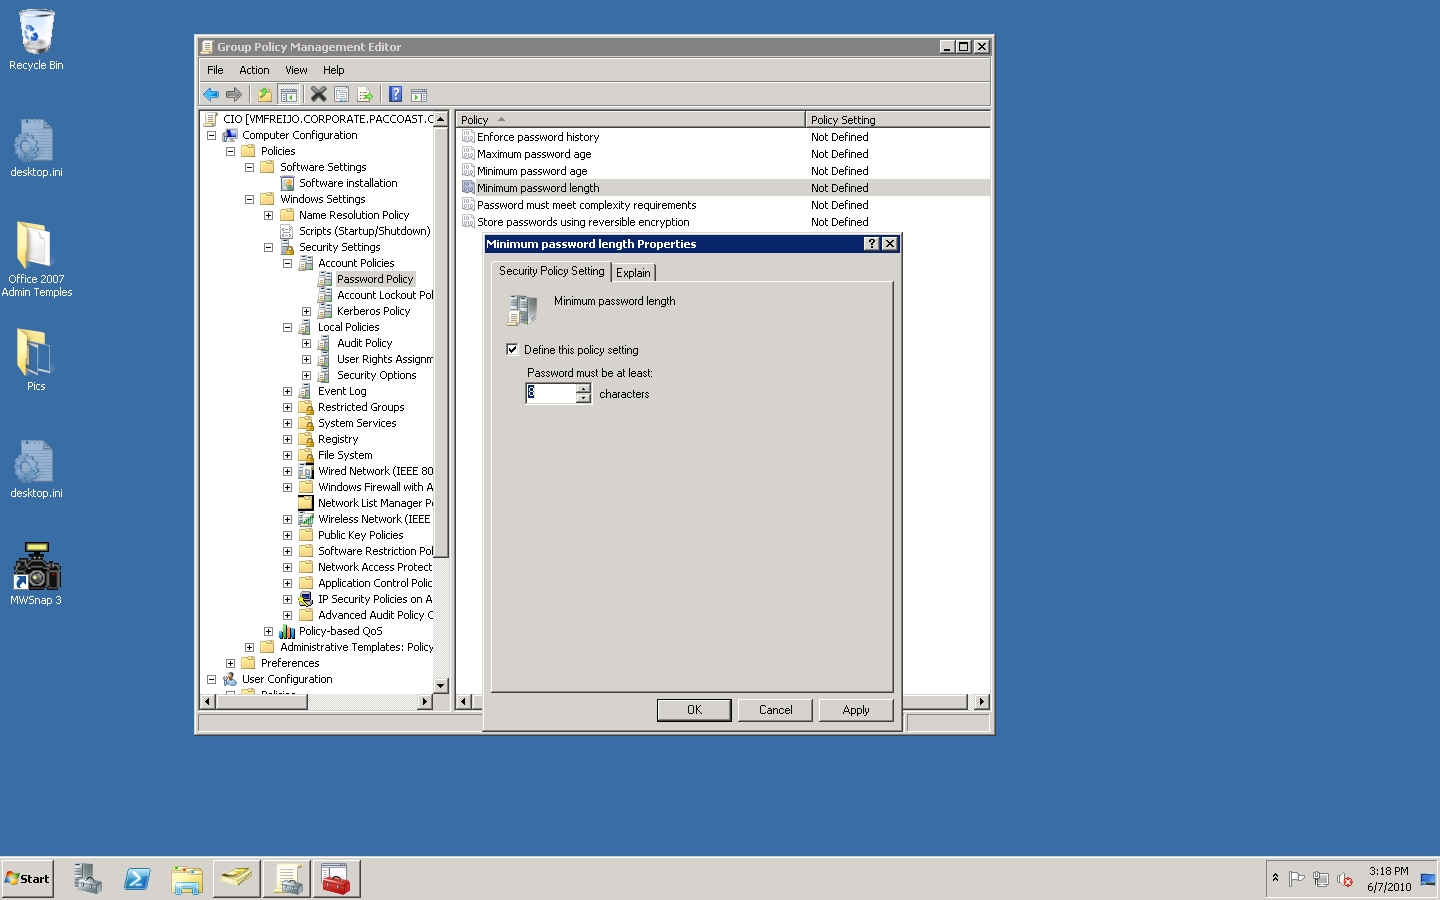 Recycle Bin
desktop.ini
Office 2007
Admin Temples
Pics
desktop.ini
MWSnap 3
Group Policy Management Editor
File Action View Help
CIO [VMFREIJO.CORPORATE.PACCOAST.C
Computer Configuration
Policies
Software Settings
Software installation
Windows Settings
Name Resolution Policy
Scripts (Startup/Shutdown)
Security Settings
Account Policies
Password Policy
Account Lockout Pol
Kerberos Policy
Local Policies
Audit Policy
User Rights Assignm
Security Options
Event Log
Restricted Groups
System Services
Registry
File System
Wired Network (IEEE 80
Windows Firewall with A
Network List Manager P
Wireless Network (IEEE
Public Key Policies
Software Restriction Pol
Network Access Protect
Application Control Polic
IP Security Policies on A
Advanced Audit Policy C
Policy-based QoS
Administrative Templates: Policy
Preferences
User Configuration
Policies
Policy Policy Setting
Enforce password history Not Defined
Maximum password age Not Defined
Minimum password age Not Defined
Minimum password length Not Defined
Password must meet complexity requirements Not Defined
Store passwords using reversible encryption Not Defined
Minimum password length Properties
Security Policy Setting Explain
Minimum password length
Define this policy setting
Password must be at least:
characters
OK Cancel Apply
Start
3:18 PM
6/7/2010